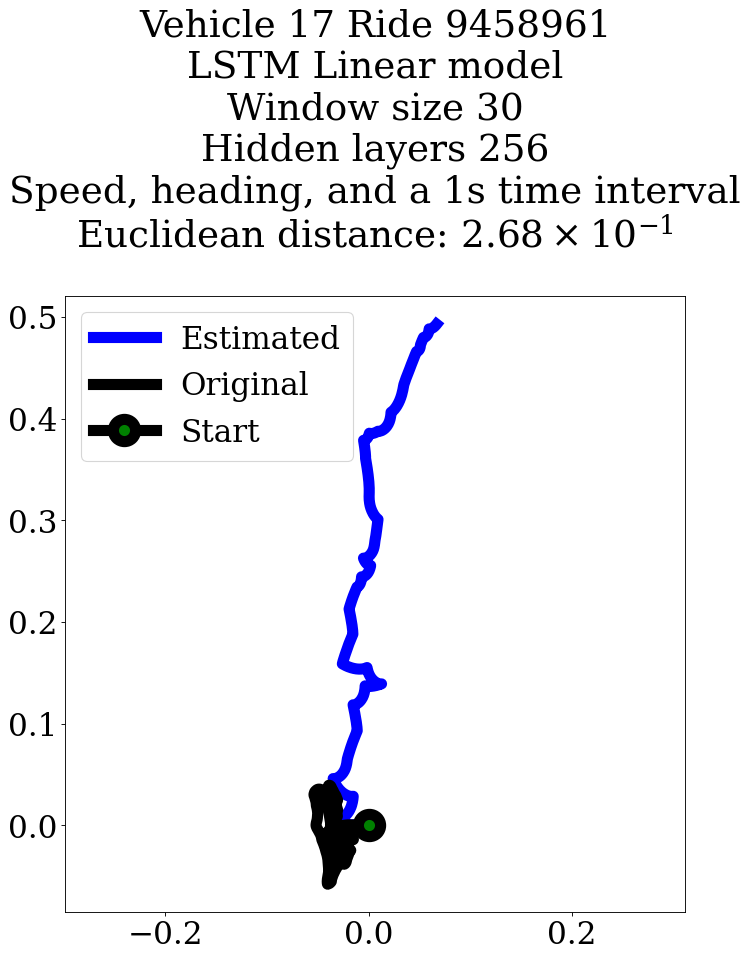 Vehicle 17 Ride 9458961
LSTM Linear model
Window size 30
Hidden layers 256
Speed, heading, and a 1s time interval
Euclidean distance: 2.68 × 10⁻¹
Estimated
Original
Start
0.5
0.4
0.3
0.2
0.1
0.0
−0.2 0.0 0.2